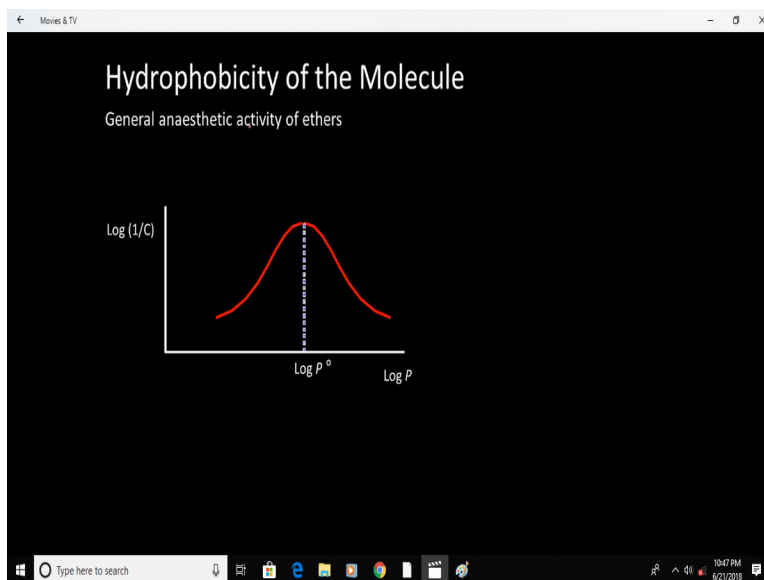 Movies & TV
Hydrophobicity of the Molecule
General anaesthetic activity of ethers
Log (1/C)
Log P o
Log P
Type here to search
10:47 PM
6/21/2018